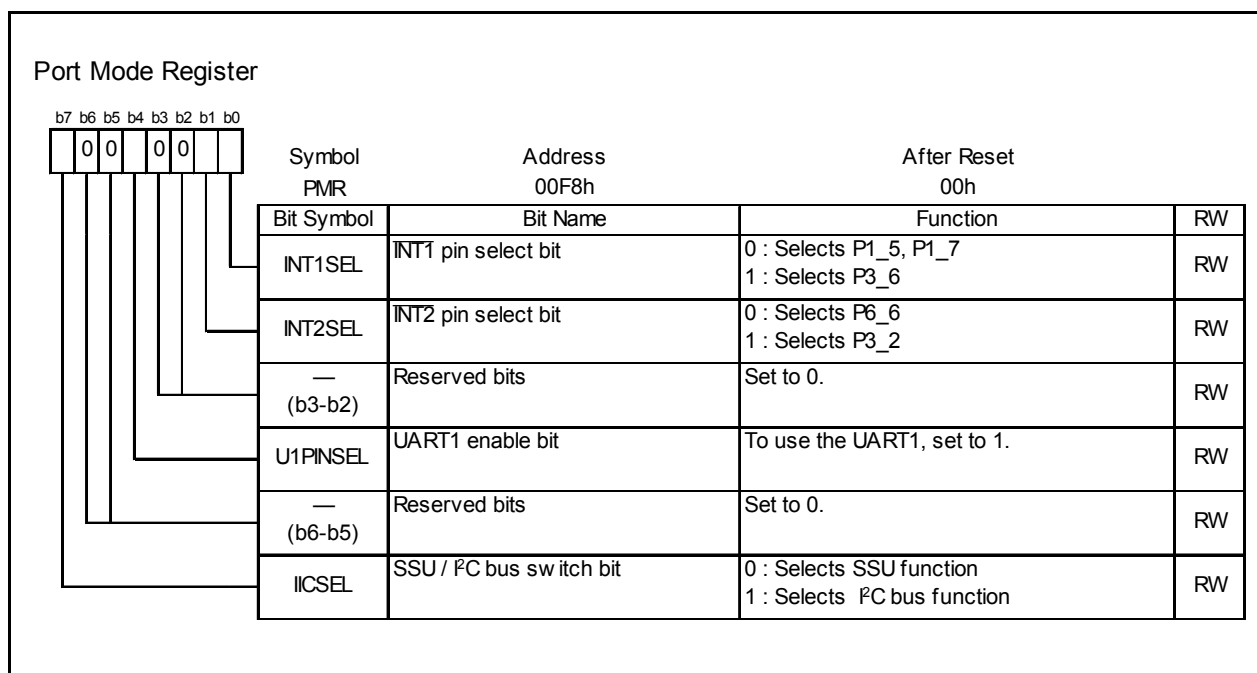 Port Mode Register
b7 b6 b5 b4 b3 b2 b1 b0
0 0 0 0
Symbol Address After Reset
PMR 00F8h 00h
Bit Symbol Bit Name Function RW
INT1SEL INT1 pin select bit 0 : Selects P1_5, P1_7 RW
1 : Selects P3_6
INT2SEL INT2 pin select bit 0 : Selects P6_6 RW
1 : Selects P3_2
— Reserved bits Set to 0. RW
(b3-b2)
U1PINSEL UART1 enable bit To use the UART1, set to 1. RW
— Reserved bits Set to 0. RW
(b6-b5)
IICSEL SSU / I²C bus switch bit 0 : Selects SSU function RW
1 : Selects I²C bus function